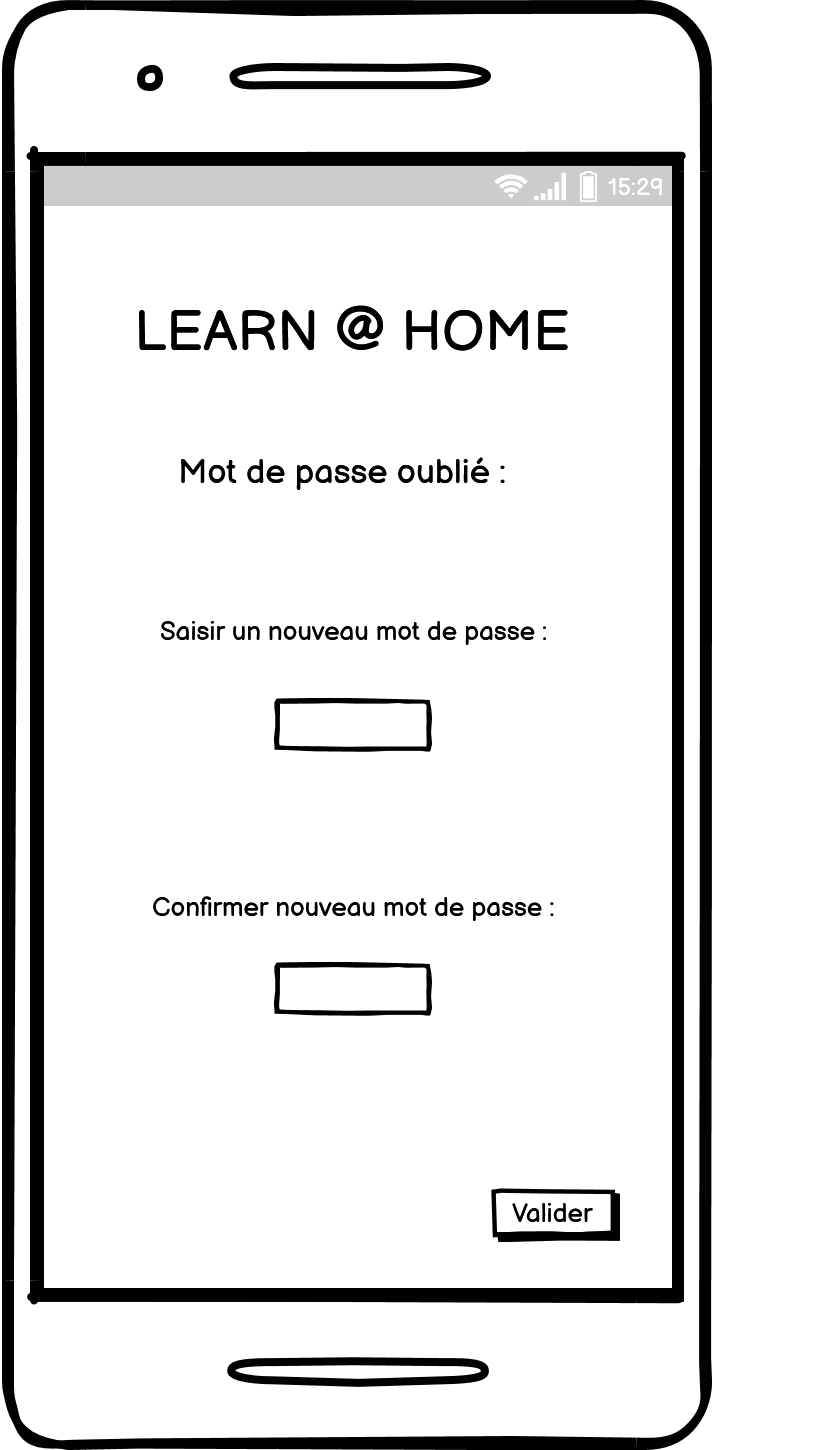 15:29
LEARN @ HOME
Mot de passe oublié :
Saisir un nouveau mot de passe :
Confirmer nouveau mot de passe :
Valider